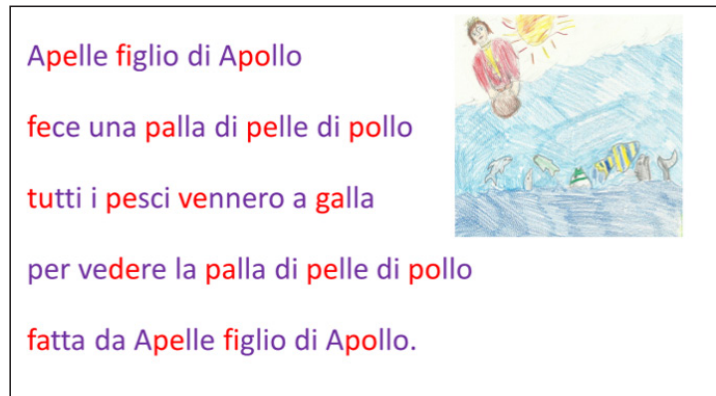 Apelle figlio di Apollo
fece una palla di pelle di pollo
tutti i pesci vennero a galla
per vedere la palla di pelle di pollo
fatta da Apelle figlio di Apollo.